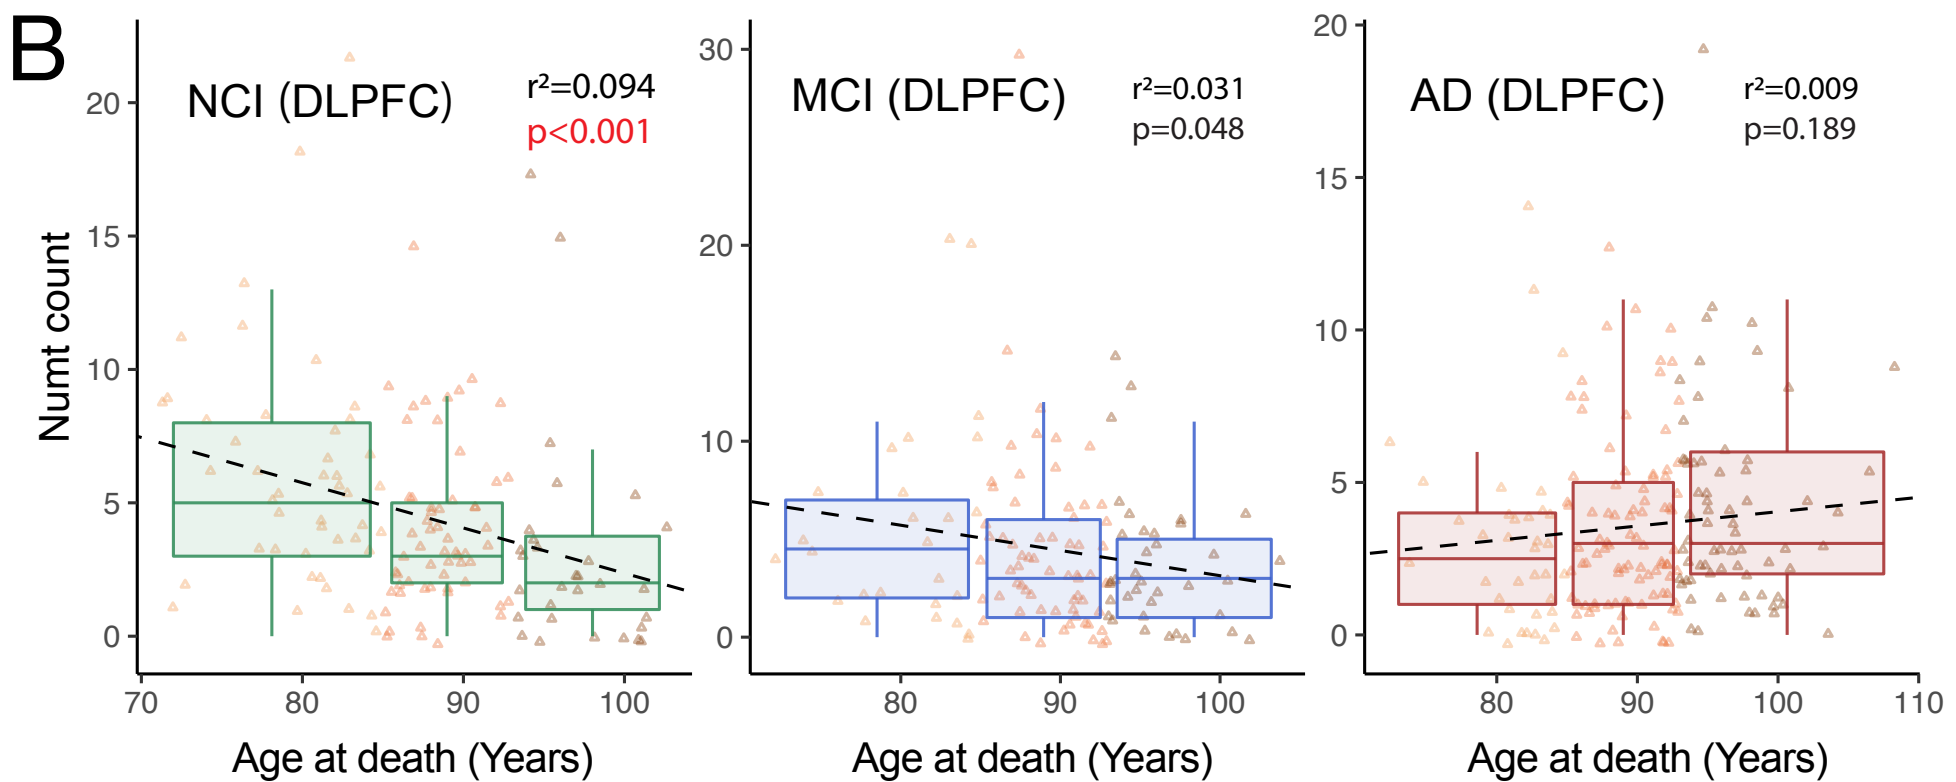 B
NCI (DLPFC)
r²=0.094
p<0.001
MCI (DLPFC)
r²=0.031
p=0.048
AD (DLPFC)
r²=0.009
p=0.189
Numt count
20
15
10
5
0
70 80 90 100
Age at death (Years)
30
20
10
0
80 90 100
Age at death (Years)
20
15
10
5
0
80 90 100 110
Age at death (Years)